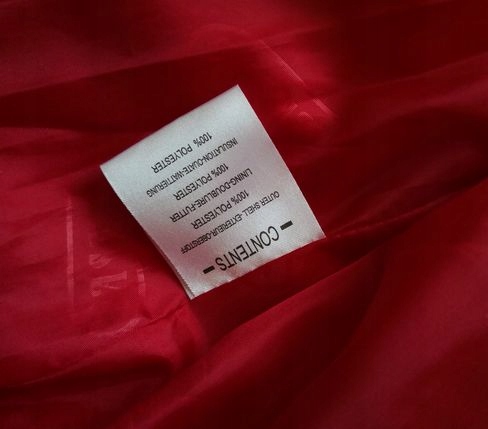 - CONTENTS -
OUTER SHELL-EXTERIEUR-OBERSTOFF
100% POLYESTER
LINING-DOUBLURE-FUTTER
100% POLYESTER
INSULATION-OUATE-WATTIERUNG
100% POLYESTER